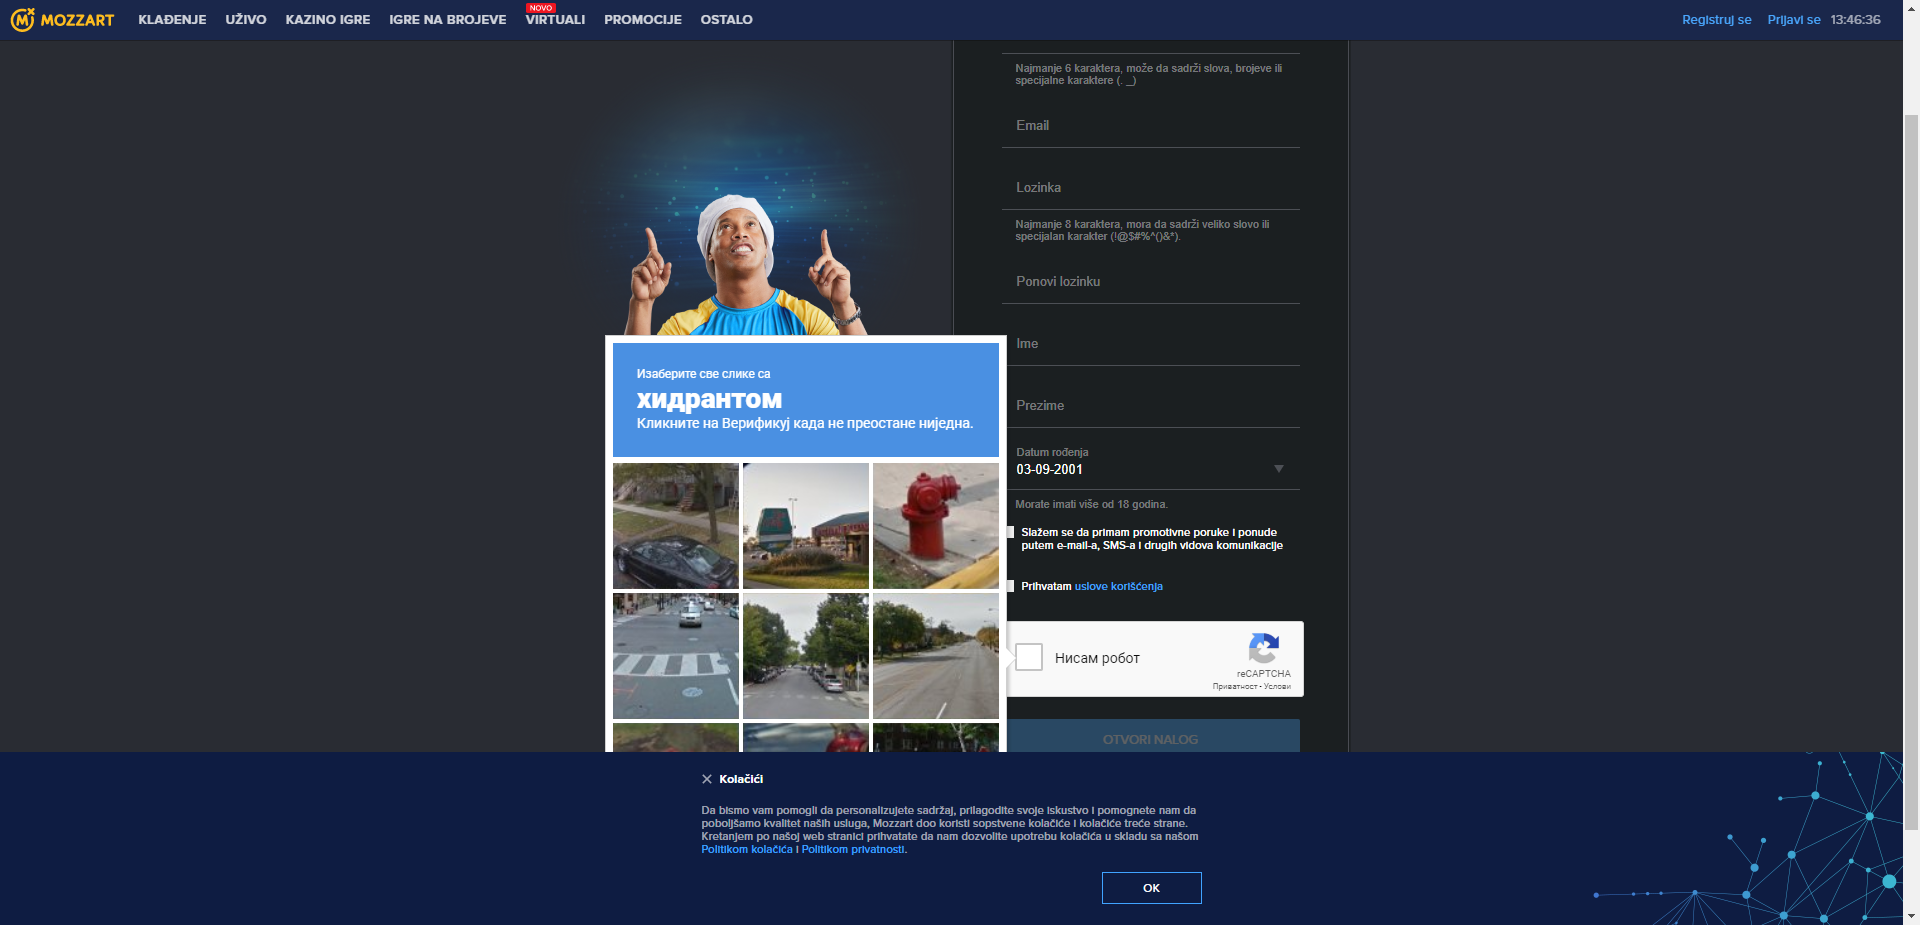 MOZZART
KLAĐENJE
UŽIVO
KAZINO IGRE
IGRE NA BROJEVE
NOVO
VIRTUALI
PROMOCIJE
OSTALO
Registruj se
Prijavi se
13:46:36
Najmanje 6 karaktera, može da sadrži slova, brojeve ili
specijalne karaktere (. _)
Email
Lozinka
Najmanje 8 karaktera, mora da sadrži veliko slovo ili
specijalan karakter (!@$#%^()&*).
Ponovi lozinku
Ime
Prezime
Datum rođenja
03-09-2001
Morate imati više od 18 godina.
Slažem se da primam promotivne poruke i ponude
putem e-mail-a, SMS-a i drugih vidova komunikacije
Prihvatam uslove korišćenja
Изаберите све слике са
хидрантом
Кликните на Верификуј када не преостане ниједна.
Нисам робот
reCAPTCHA
Приватност - Услови
OTVORI NALOG
Kolačići
Da bismo vam pomogli da personalizujete sadržaj, prilagodite svoje iskustvo i pomognete nam da
poboljšamo kvalitet naših usluga, Mozzart doo koristi sopstvene kolačiće i kolačiće treće strane.
Kretanjem po našoj web stranici prihvatate da nam dozvolite upotrebu kolačića u skladu sa našom
Politikom kolačića i Politikom privatnosti.
OK